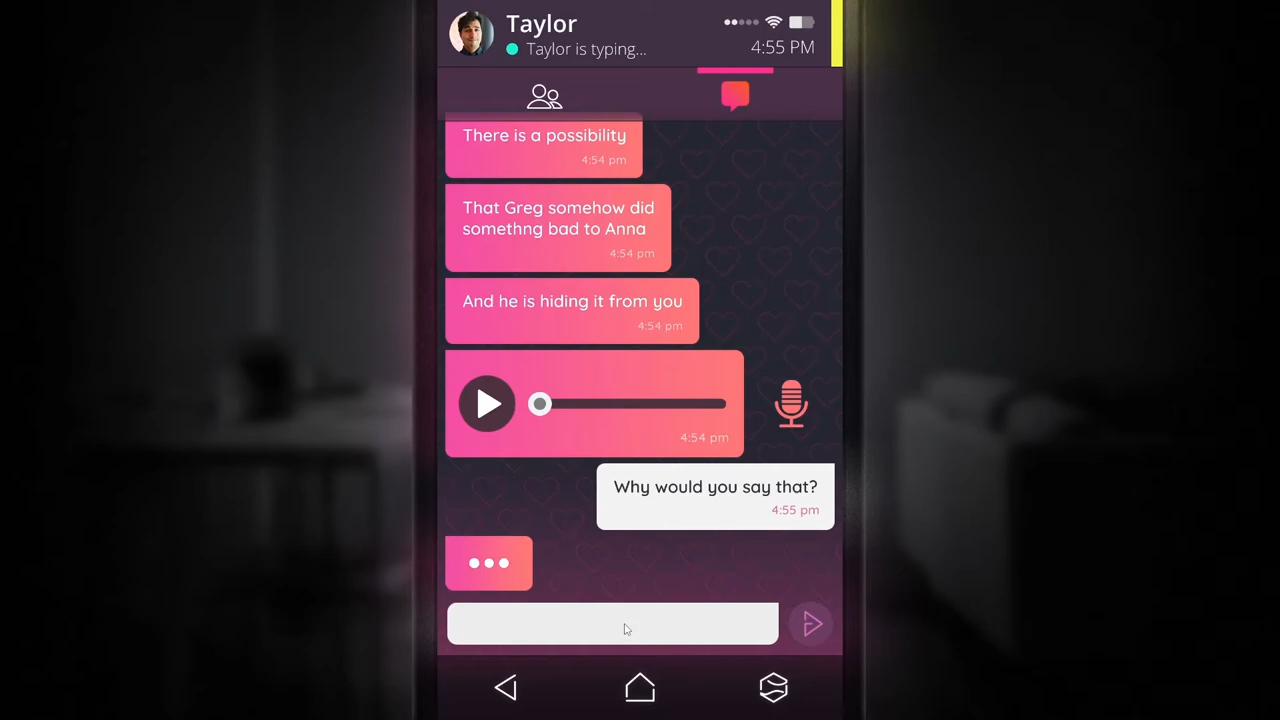 Taylor
Taylor is typing...
4:55 PM
There is a possibility
4:54 pm
That Greg somehow did
somethng bad to Anna
4:54 pm
And he is hiding it from you
4:54 pm
4:54 pm
Why would you say that?
4:55 pm